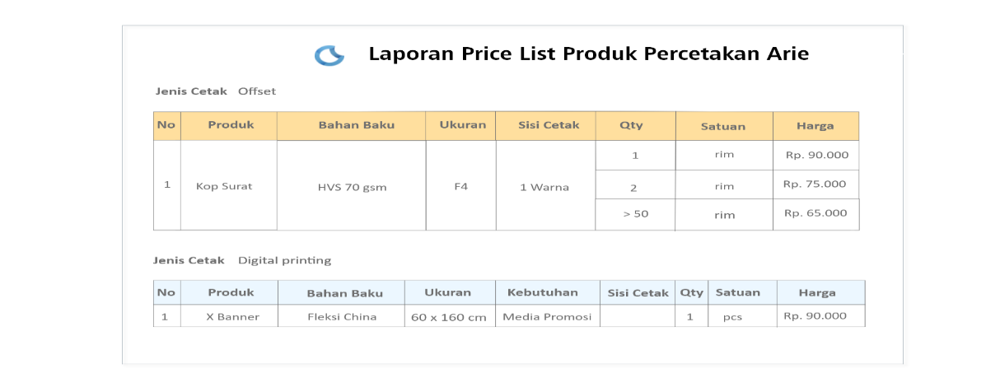 Laporan Price List Produk Percetakan Arie
Jenis Cetak Offset
No Produk Bahan Baku Ukuran Sisi Cetak Qty Satuan Harga
1 rim Rp. 90.000
1 Kop Surat HVS 70 gsm F4 1 Warna 2 rim Rp. 75.000
> 50 rim Rp. 65.000
Jenis Cetak Digital printing
No Produk Bahan Baku Ukuran Kebutuhan Sisi Cetak Qty Satuan Harga
1 X Banner Fleksi China 60 x 160 cm Media Promosi 1 pcs Rp. 90.000